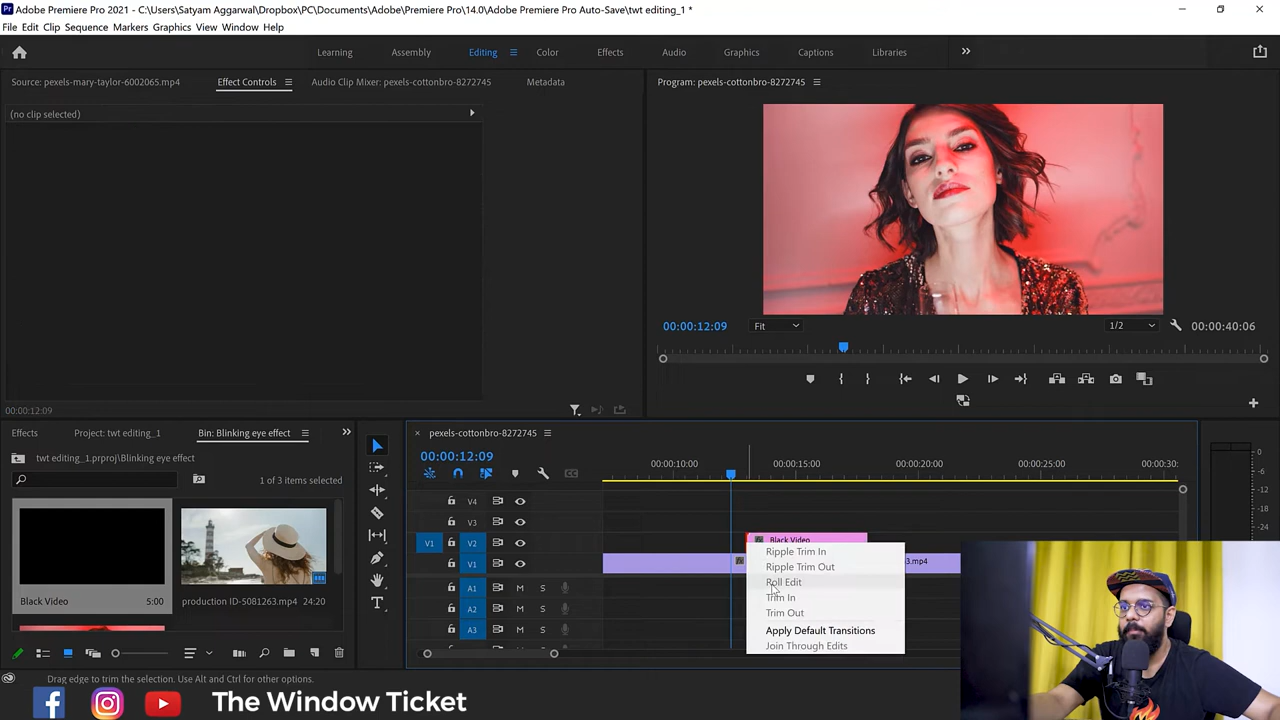 Pr Adobe Premiere Pro 2021 - C:\Users\Satyam Aggarwal\Dropbox\PC\Documents\Adobe\Premiere Pro\14.0\Adobe Premiere Pro Auto-Save\twt editing_1 *
File Edit Clip Sequence Markers Graphics View Window Help
Learning Assembly Editing Color Effects Audio Graphics Captions Libraries
Source: pexels-mary-taylor-6002065.mp4 Effect Controls Audio Clip Mixer: pexels-cottonbro-8272745 Metadata
Program: pexels-cottonbro-8272745
(no clip selected)
00:00:12:09 Fit 1/2 00:00:40:06
00:00:12:09
Effects Project: twt editing_1 Bin: Blinking eye effect
twt editing_1.prproj\Blinking eye effect
1 of 3 items selected
Black Video 5:00
production ID-5081263.mp4 24:20
pexels-cottonbro-8272745
00:00:12:09
00:00:10:00 00:00:15:00 00:00:20:00 00:00:25:00 00:00:30:
V4
V3
V1 V2 Black Video
V1 3.mp4
A1 M S
A2 M S
A3 M S
Ripple Trim In
Ripple Trim Out
Roll Edit
Trim In
Trim Out
Apply Default Transitions
Join Through Edits
0
-6
-12
-18
-24
Drag edge to trim the selection. Use Alt and Ctrl for other options.
The Window Ticket